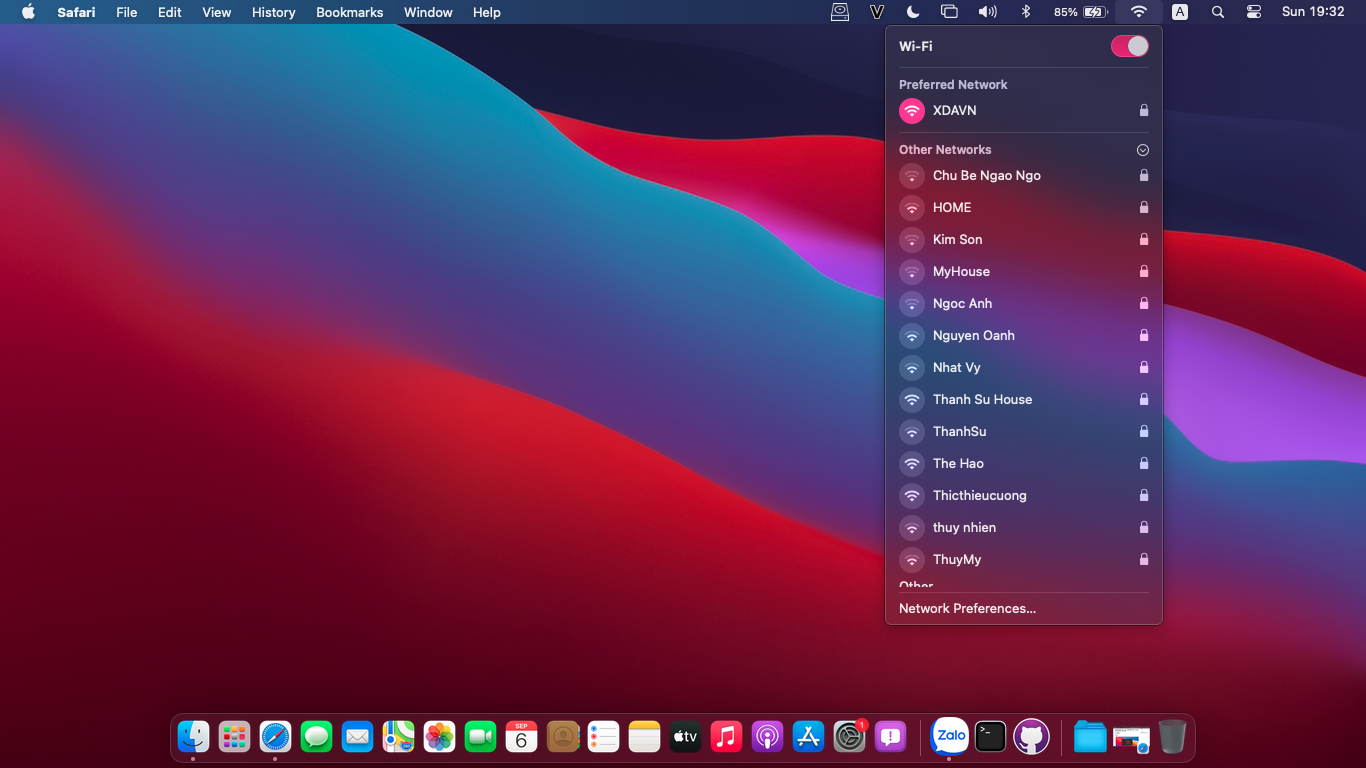 Safari File Edit View History Bookmarks Window Help 85% A Sun 19:32
Wi-Fi
Preferred Network
XDAVN
Other Networks
Chu Be Ngao Ngo
HOME
Kim Son
MyHouse
Ngoc Anh
Nguyen Oanh
Nhat Vy
Thanh Su House
ThanhSu
The Hao
Thicthieucuong
thuy nhien
ThuyMy
Other
Network Preferences...
SEP
6
tv
1
Zalo
>_